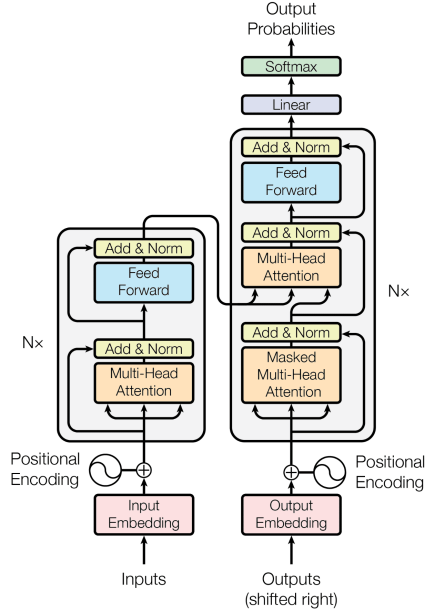 Output
Probabilities
Softmax
Linear
Add & Norm
Feed
Forward
Add & Norm
Multi-Head
Attention
Add & Norm
Masked
Multi-Head
Attention
N×
Add & Norm
Feed
Forward
Add & Norm
Multi-Head
Attention
N×
Positional
Encoding
Positional
Encoding
Input
Embedding
Output
Embedding
Inputs
Outputs
(shifted right)